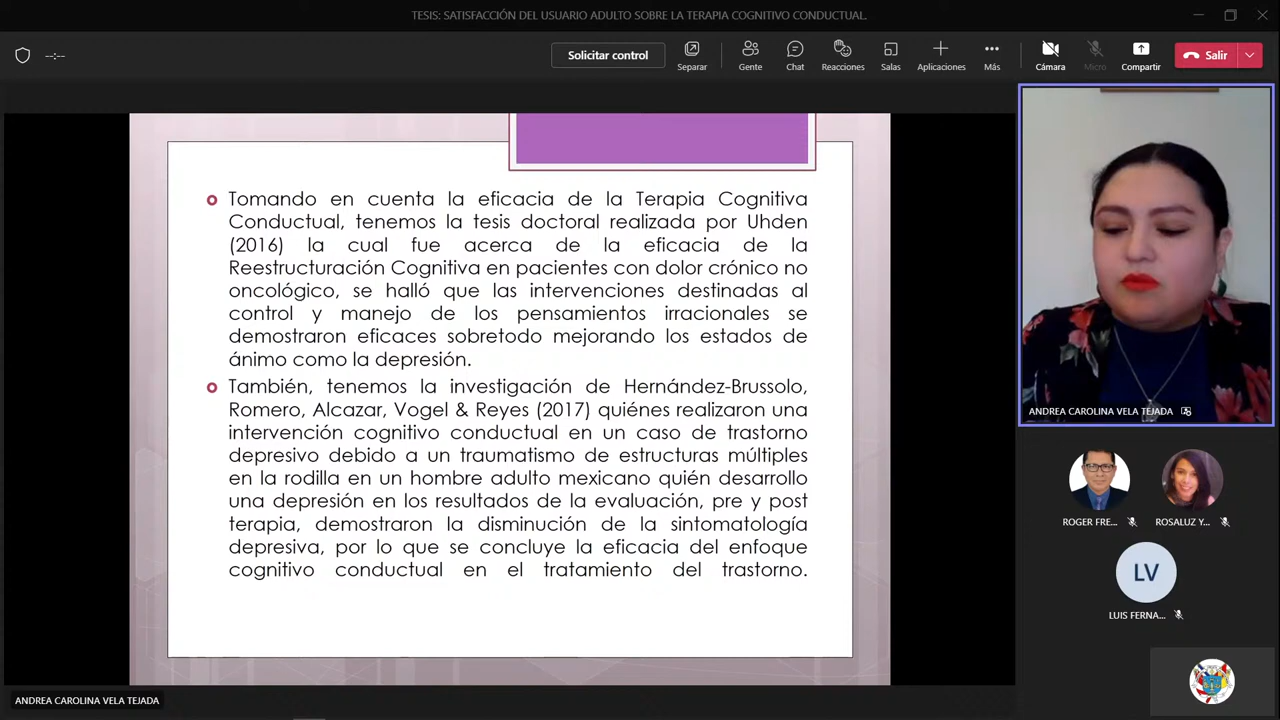 TESIS: SATISFACCIÓN DEL USUARIO ADULTO SOBRE LA TERAPIA COGNITIVO CONDUCTUAL.
--:--
Solicitar control
Separar
Gente
Chat
Reacciones
Salas
Aplicaciones
Más
Cámara
Micro
Compartir
Salir
Tomando en cuenta la eficacia de la Terapia Cognitiva
Conductual, tenemos la tesis doctoral realizada por Uhden
(2016) la cual fue acerca de la eficacia de la
Reestructuración Cognitiva en pacientes con dolor crónico no
oncológico, se halló que las intervenciones destinadas al
control y manejo de los pensamientos irracionales se
demostraron eficaces sobretodo mejorando los estados de
ánimo como la depresión.
También, tenemos la investigación de Hernández-Brussolo,
Romero, Alcazar, Vogel & Reyes (2017) quiénes realizaron una
intervención cognitivo conductual en un caso de trastorno
depresivo debido a un traumatismo de estructuras múltiples
en la rodilla en un hombre adulto mexicano quién desarrollo
una depresión en los resultados de la evaluación, pre y post
terapia, demostraron la disminución de la sintomatología
depresiva, por lo que se concluye la eficacia del enfoque
cognitivo conductual en el tratamiento del trastorno.
ANDREA CAROLINA VELA TEJADA
ROGER FRE...
ROSALUZ Y...
LV
LUIS FERNA...
ANDREA CAROLINA VELA TEJADA